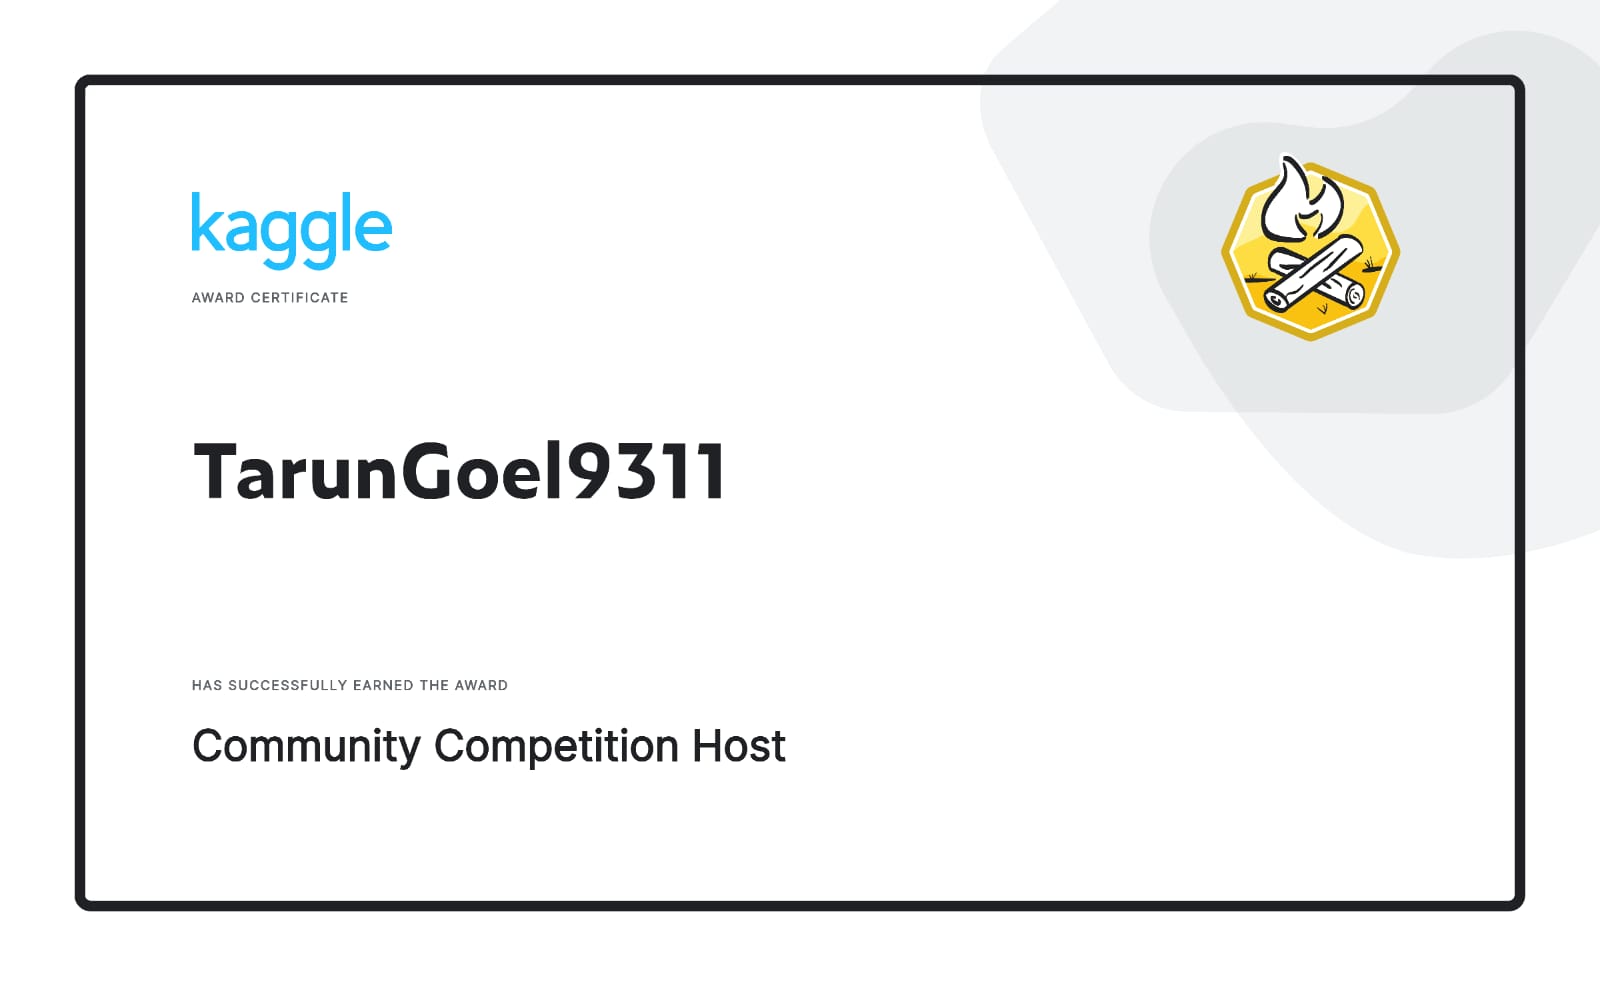 kaggle
AWARD CERTIFICATE
TarunGoel9311
HAS SUCCESSFULLY EARNED THE AWARD
Community Competition Host